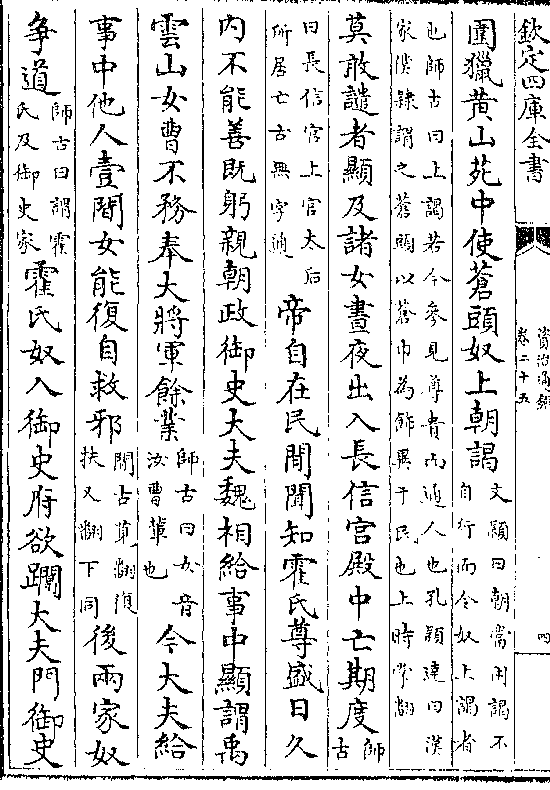 欽定四庫全書
資治通鑑
卷二十五
四
圍獵黃山苑中使蒼頭奴上朝謁文穎曰朝當用謁不自行而令奴上謁者
也師古曰上謁若今參見尊貴而通人也孔穎達曰漢家僕隸謂之蒼頭以蒼巾為飾異于民也上時掌翻
莫敢譴者顯及諸女晝夜出入長信宮殿中亡期度師古
曰長信宮上官太后所居亡古無字通帝自在民間聞知霍氏尊盛日久
内不能善既躬親朝政御史大夫魏相給事中顯謂禹
雲山女曹不務奉大將軍餘業師古曰女音汝曹輩也今大夫給
事中他人壹間女能復自救邪間古莧翻復扶又翻下同後兩家奴
爭道師古曰謂霍氏及御史家霍氏奴入御史府欲躢大夫門御史